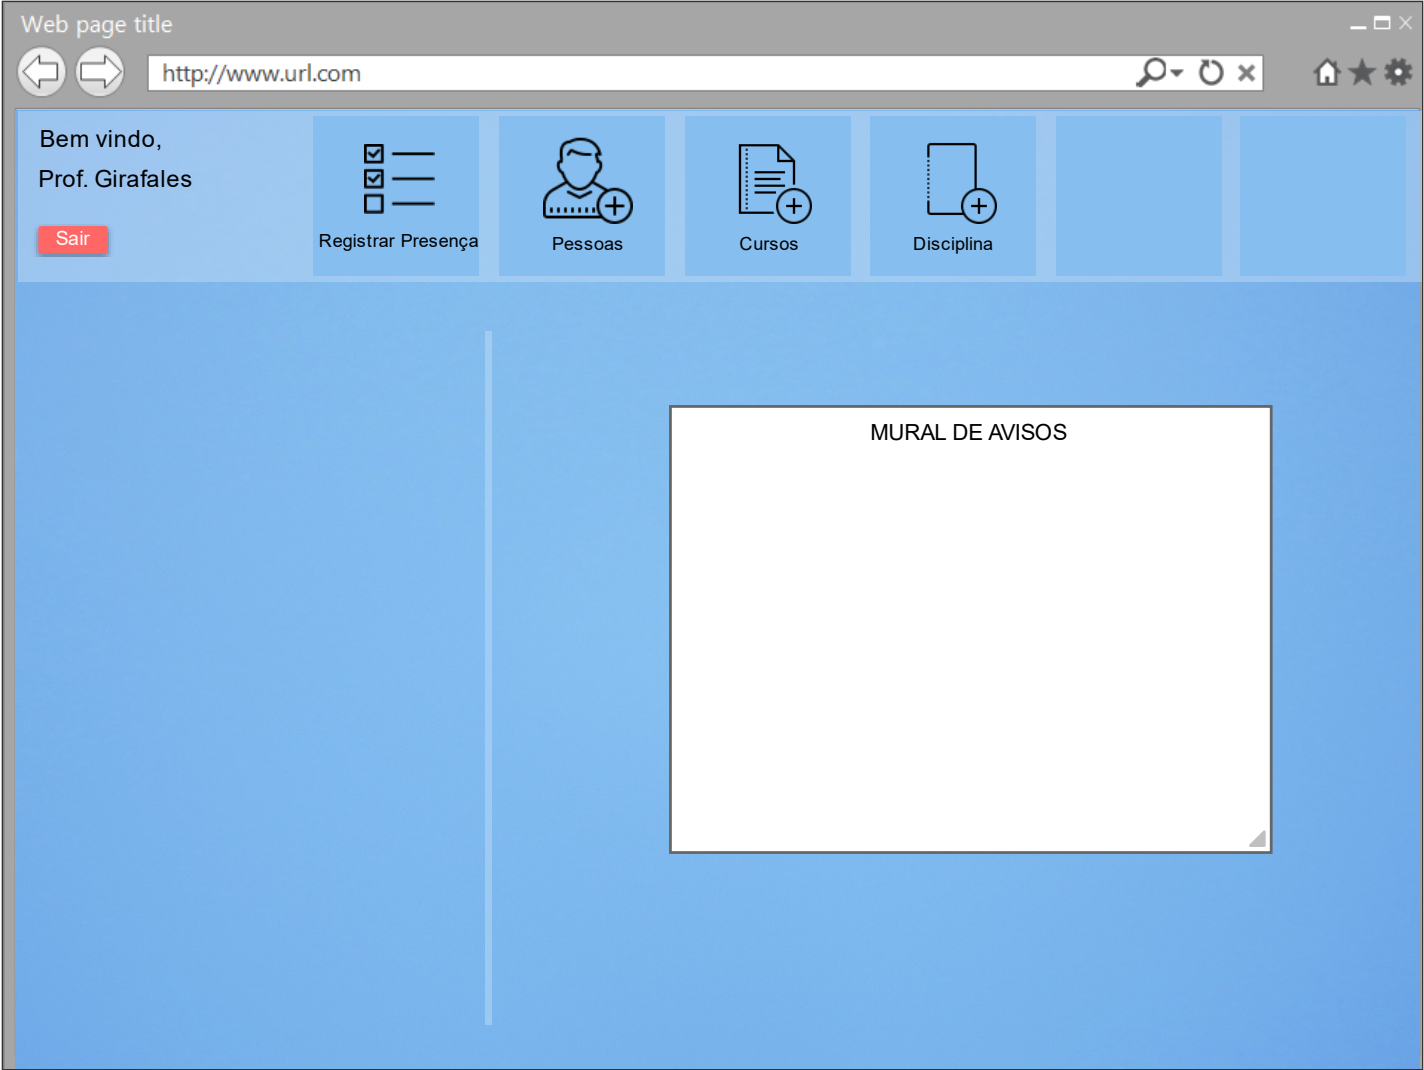 Web page title
http://www.url.com
Bem vindo,
Prof. Girafales
Sair
Registrar Presença
Pessoas
Cursos
Disciplina
MURAL DE AVISOS